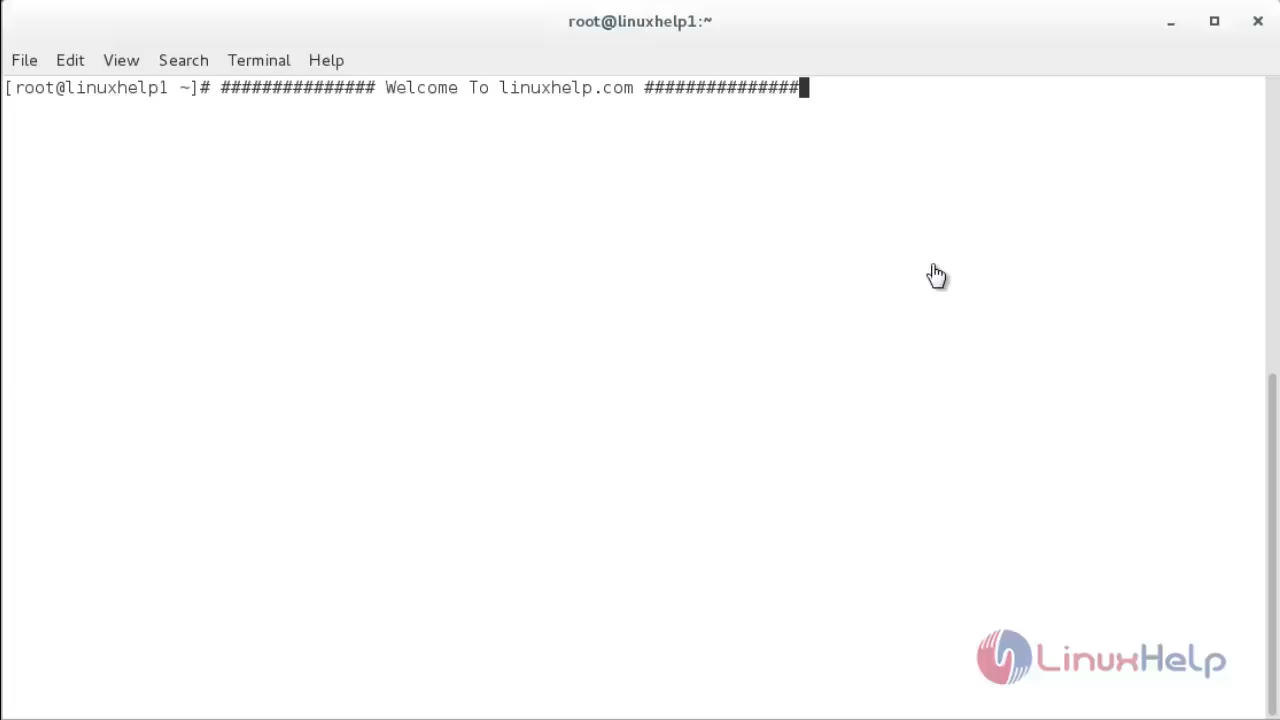 root@linuxhelp1:~
File Edit View Search Terminal Help
[root@linuxhelp1 ~]# ############### Welcome To linuxhelp.com ###############
LinuxHelp